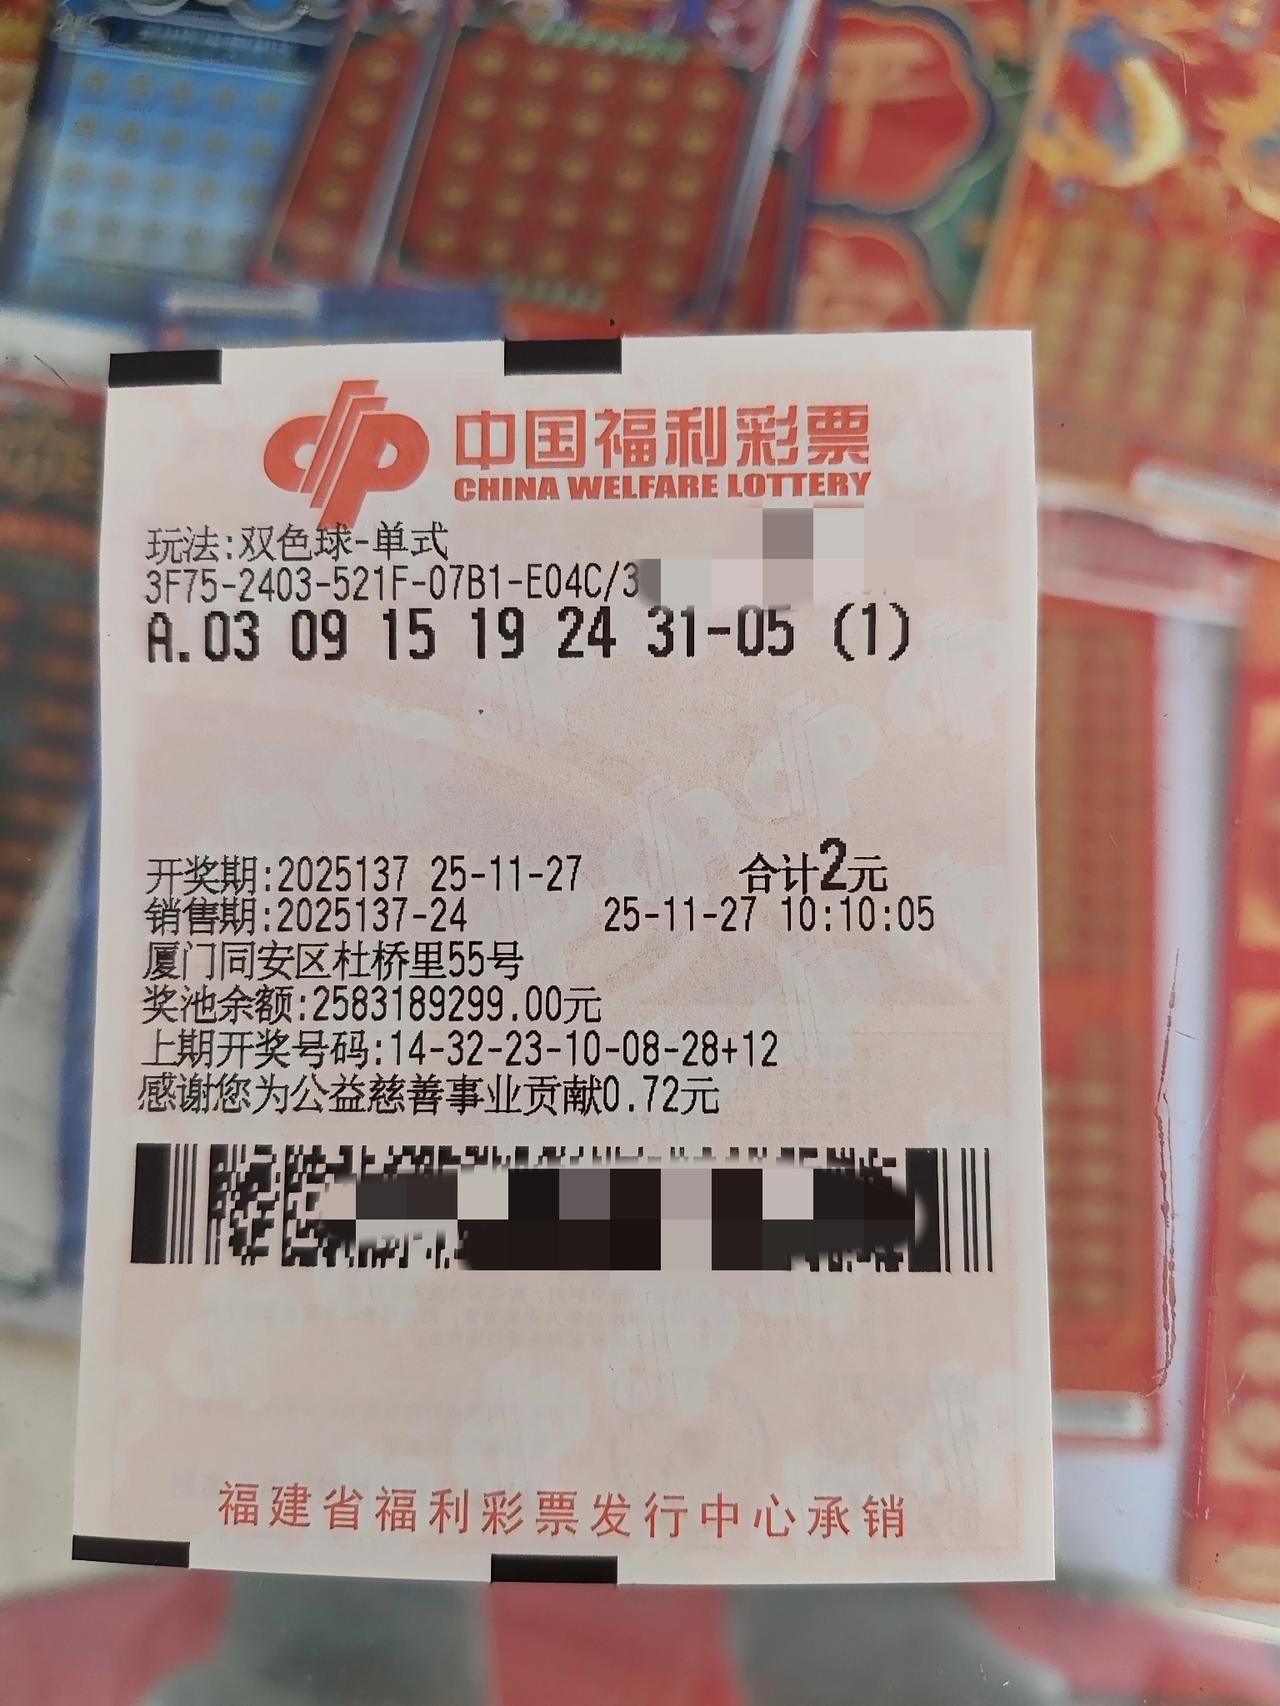 中国福利彩票
CHINA WELFARE LOTTERY
玩法:双色球-单式
3F75-2403-521F-07B1-E04C/3
A.03 09 15 19 24 31-05 (1)
开奖期:2025137 25-11-27 合计2元
销售期:2025137-24 25-11-27 10:10:05
厦门同安区杜桥里55号
奖池余额:2583189299.00元
上期开奖号码:14-32-23-10-08-28+12
感谢您为公益慈善事业贡献0.72元
福建省福利彩票发行中心承销